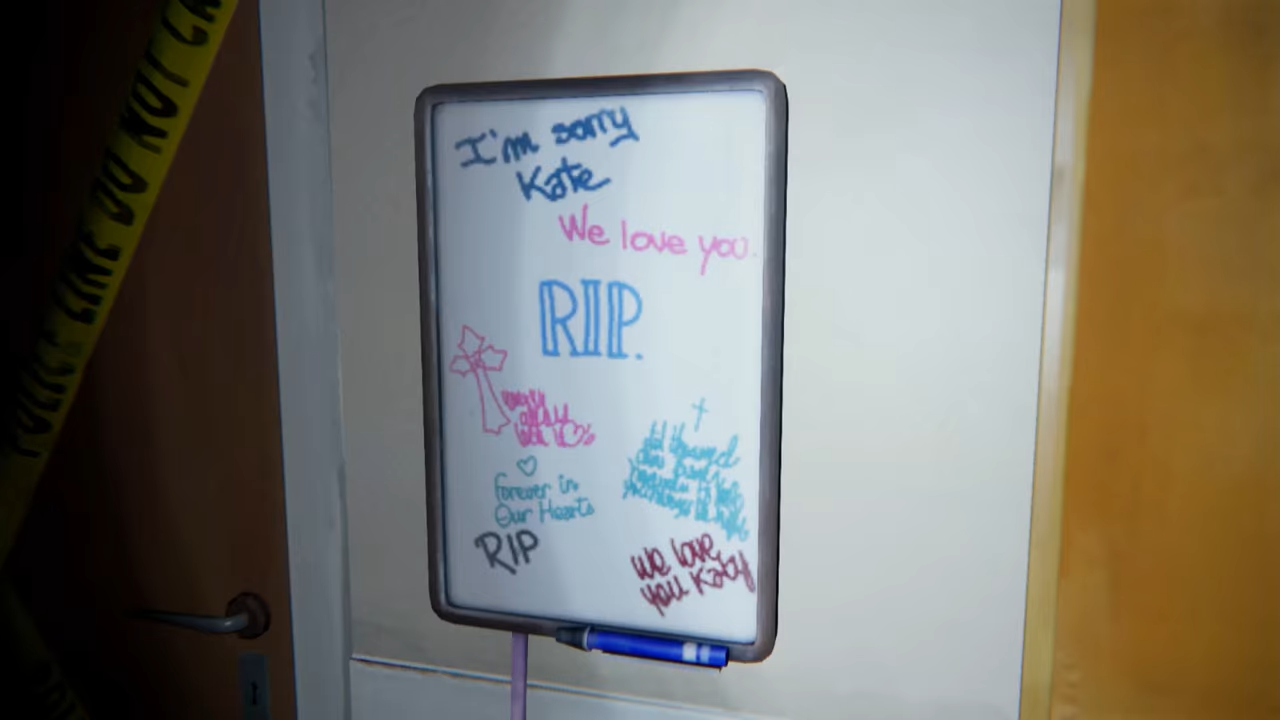 POLICE LINE DO NOT
I'm sorry
Kate
We love you.
RIP.
Forever in
Our Hearts
RIP
We love
you Katy